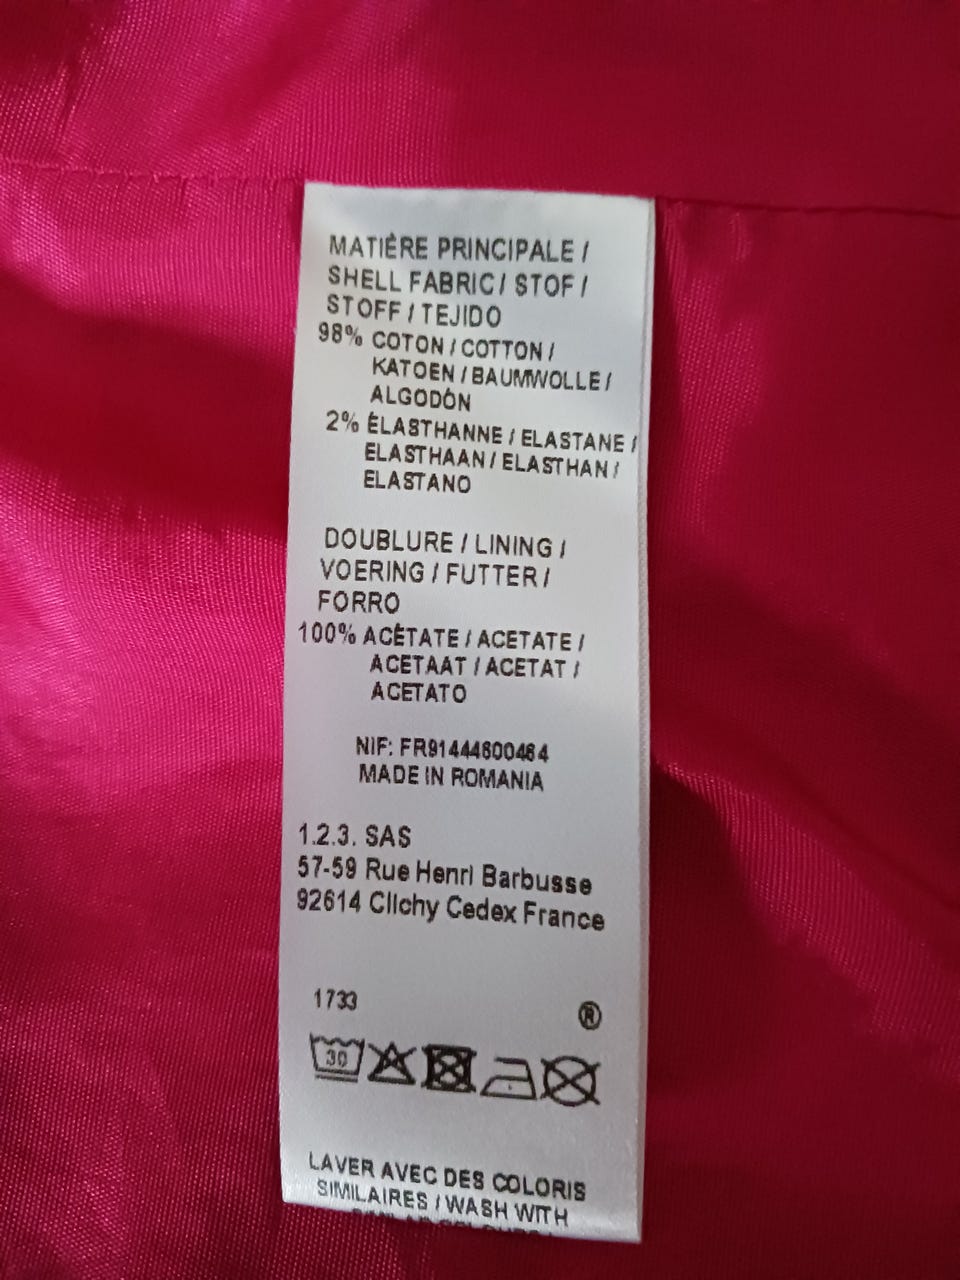 MATIÈRE PRINCIPALE /
SHELL FABRIC / STOF /
STOFF / TEJIDO
98% COTON / COTTON /
KATOEN / BAUMWOLLE /
ALGODÓN
2% ÉLASTHANNE / ELASTANE /
ELASTHAAN / ELASTHAN /
ELASTANO
DOUBLURE / LINING /
VOERING / FUTTER /
FORRO
100% ACÉTATE / ACETATE /
ACETAAT / ACETAT /
ACETATO
NIF: FR91444600464
MADE IN ROMANIA
1.2.3. SAS
57-59 Rue Henri Barbusse
92614 Clichy Cedex France
1733
®
30
LAVER AVEC DES COLORIS
SIMILAIRES / WASH WITH